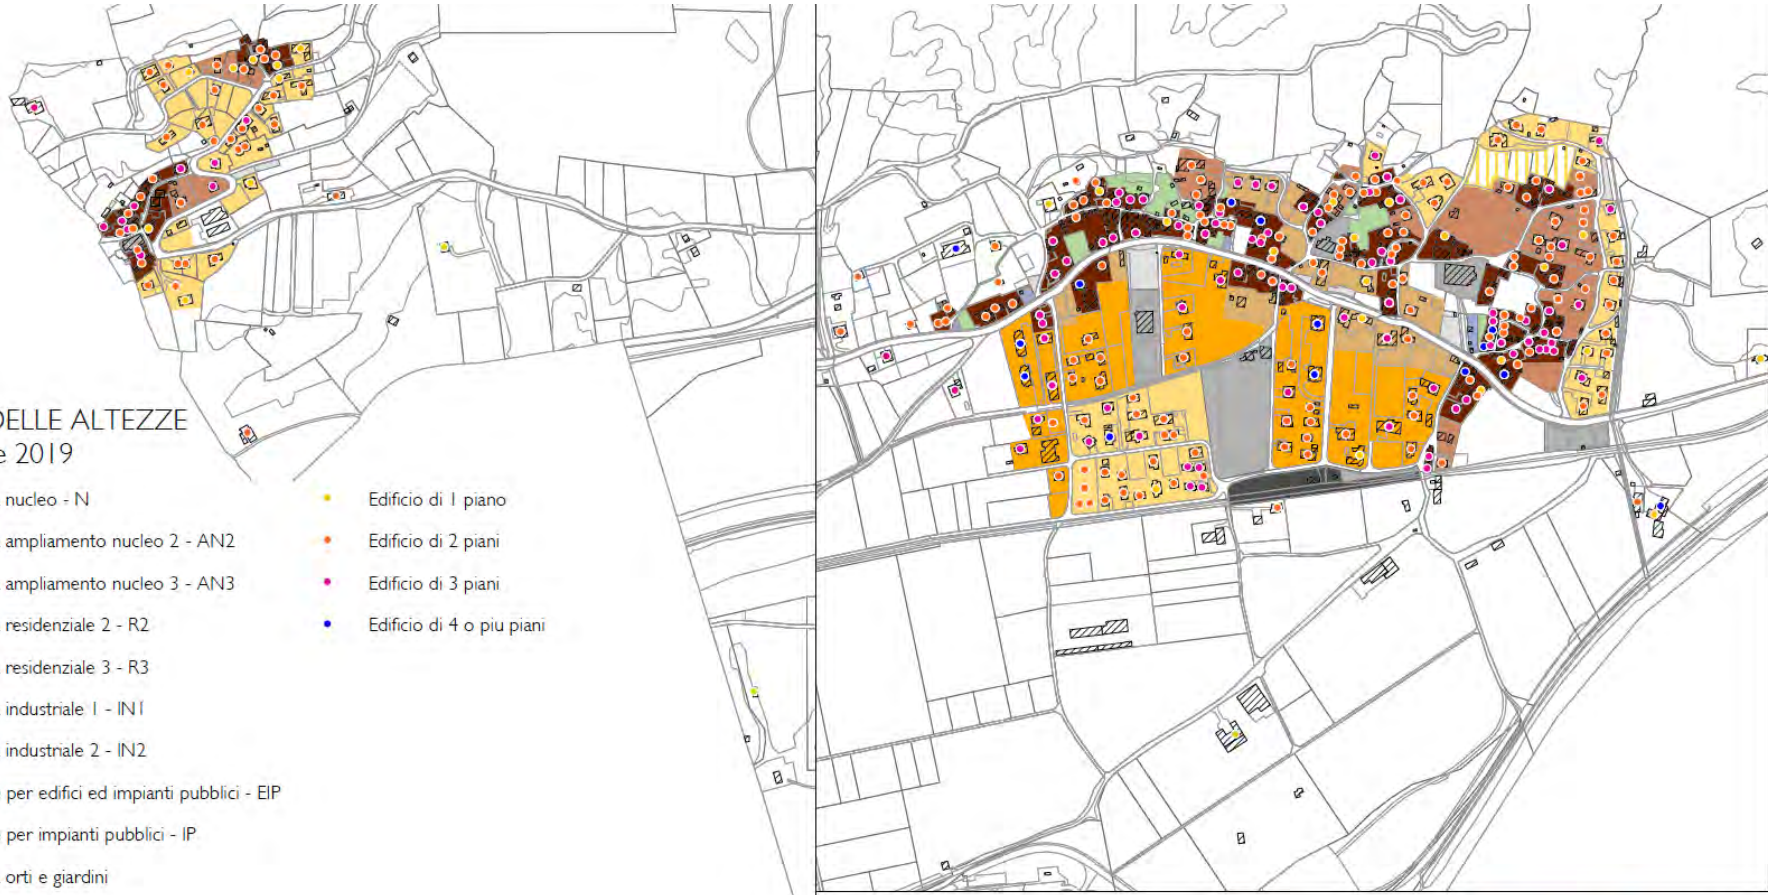 DELLE ALTEZZE
e 2019
nucleo - N
ampliamento nucleo 2 - AN2
ampliamento nucleo 3 - AN3
residenziale 2 - R2
residenziale 3 - R3
industriale 1 - IN1
industriale 2 - IN2
per edifici ed impianti pubblici - EIP
per impianti pubblici - IP
orti e giardini
Edificio di 1 piano
Edificio di 2 piani
Edificio di 3 piani
Edificio di 4 o piu piani